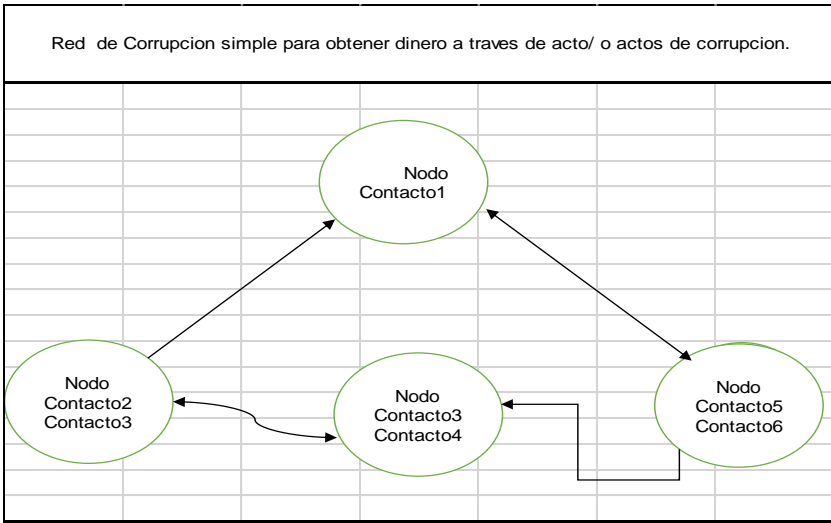 Red de Corrupcion simple para obtener dinero a traves de acto/ o actos de corrupcion.
Nodo
Contacto1
Nodo
Contacto2
Contacto3
Nodo
Contacto3
Contacto4
Nodo
Contacto5
Contacto6